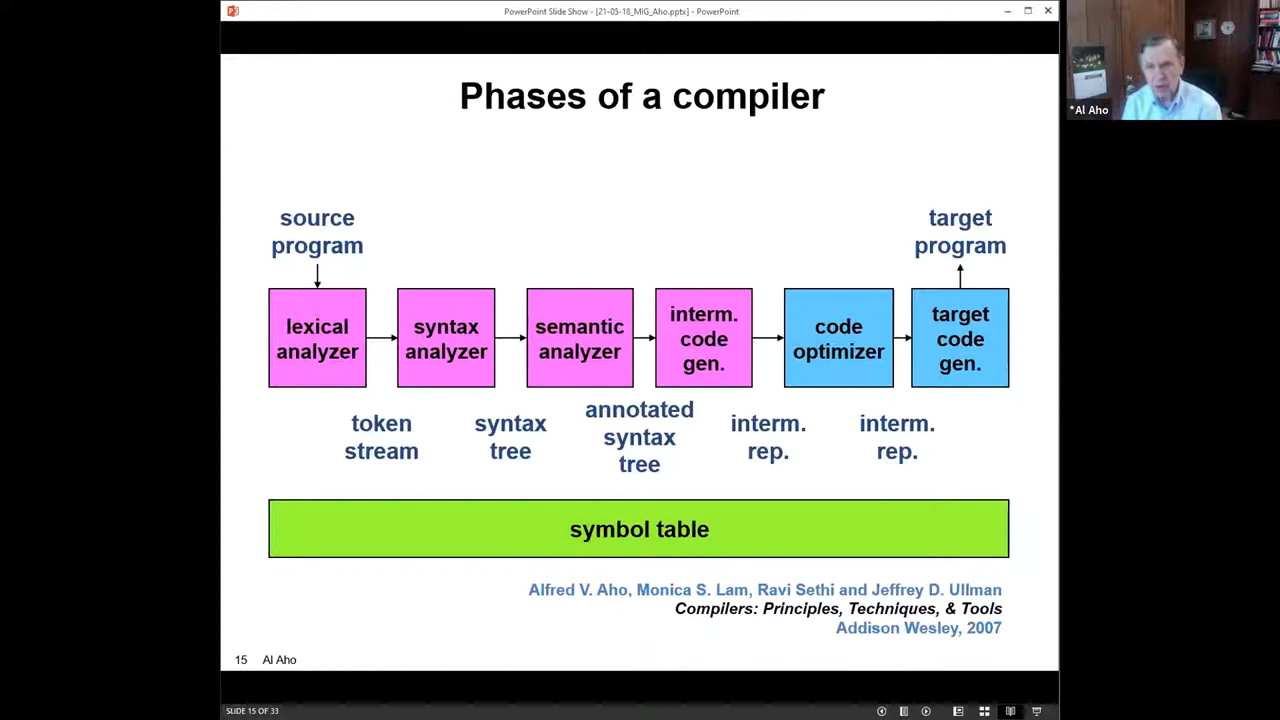 PowerPoint Slide Show - [21-05-18_MIG_Aho.pptx] - PowerPoint
*Al Aho
Phases of a compiler
source
program
target
program
lexical
analyzer
syntax
analyzer
semantic
analyzer
interm.
code
gen.
code
optimizer
target
code
gen.
token
stream
syntax
tree
annotated
syntax
tree
interm.
rep.
interm.
rep.
symbol table
Alfred V. Aho, Monica S. Lam, Ravi Sethi and Jeffrey D. Ullman
Compilers: Principles, Techniques, & Tools
Addison Wesley, 2007
15 Al Aho
SLIDE 15 OF 33